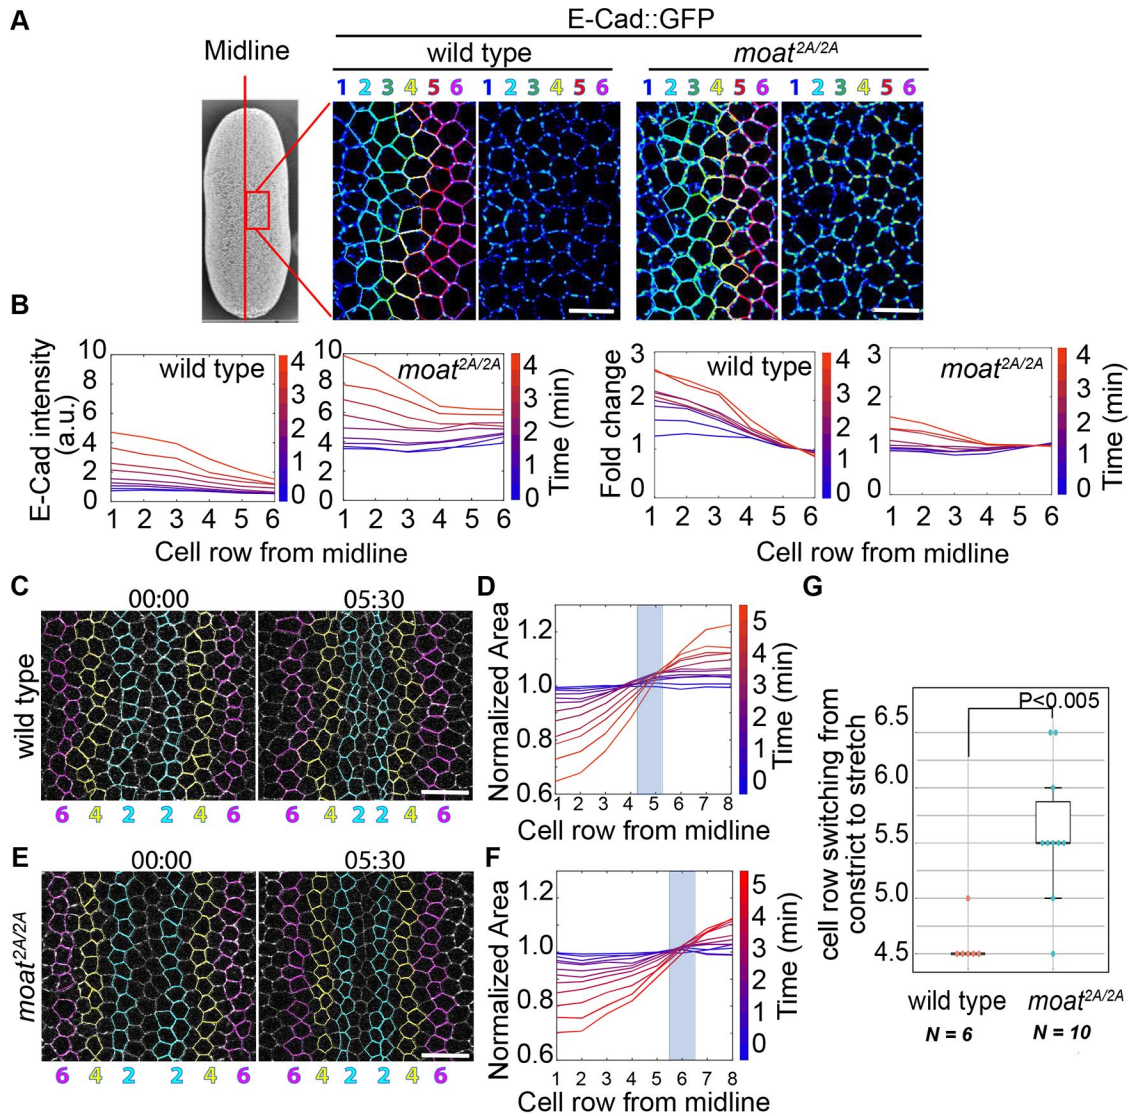 A
E-Cad::GFP
Midline
wild type
moat2A/2A
1 2 3 4 5 6 1 2 3 4 5 6
1 2 3 4 5 6 1 2 3 4 5 6
B
E-Cad intensity
(a.u.)
10
8
6
4
2
0
wild type
4
3
2
1
0
10
8
6
4
2
0
moat2A/2A
4
3
2
1
0
Time (min)
1 2 3 4 5 6
1 2 3 4 5 6
Cell row from midline
Fold change
3
2
1
0
wild type
4
3
2
1
0
3
2
1
0
moat2A/2A
4
3
2
1
0
Time (min)
1 2 3 4 5 6
1 2 3 4 5 6
Cell row from midline
C
00:00
05:30
wild type
6 4 2 2 4 6
6 4 2 2 4 6
D
Normalized Area
1.2
1.0
0.8
0.6
5
4
3
2
1
0
Time (min)
1 2 3 4 5 6 7 8
Cell row from midline
E
00:00
05:30
moat2A/2A
6 4 2 2 4 6
6 4 2 2 4 6
F
Normalized Area
1.2
1.0
0.8
0.6
5
4
3
2
1
0
Time (min)
1 2 3 4 5 6 7 8
Cell row from midline
G
P<0.005
cell row switching from
constrict to stretch
6.5
6.0
5.5
5.0
4.5
wild type
moat2A/2A
N = 6
N = 10